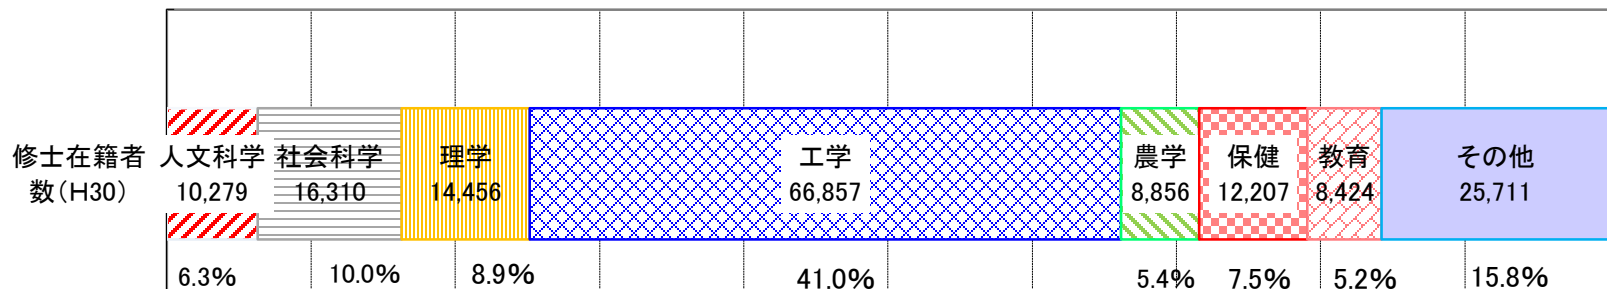 修士在籍者
数(H30)
人文科学
10,279
社会科学
16,310
理学
14,456
工学
66,857
農学
8,856
保健
12,207
教育
8,424
その他
25,711
6.3%
10.0%
8.9%
41.0%
5.4%
7.5%
5.2%
15.8%